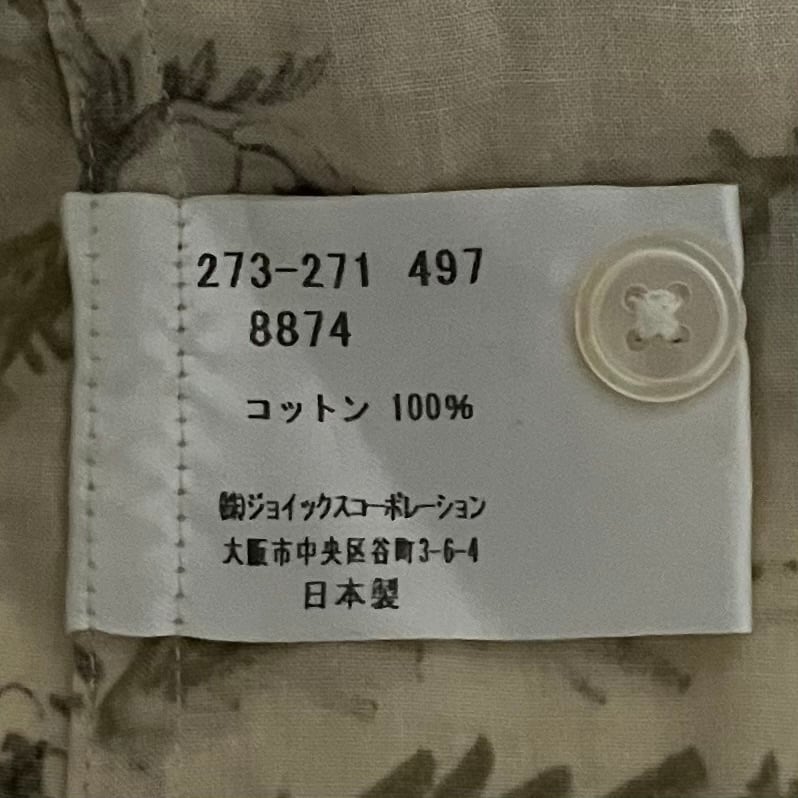 273-271 497
8874
コットン 100%
㈱ジョイックスコーポレーション
大阪市中央区谷町3-6-4
日本製